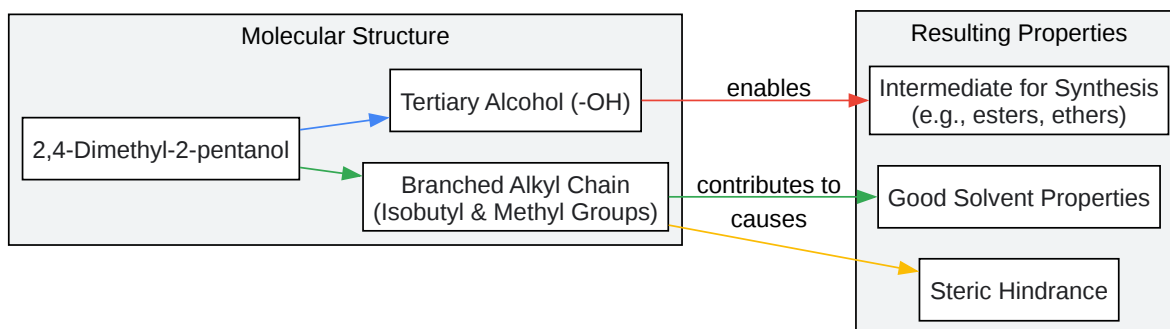 Molecular Structure
Resulting Properties
2,4-Dimethyl-2-pentanol
Tertiary Alcohol (-OH)
enables
Intermediate for Synthesis
(e.g., esters, ethers)
Branched Alkyl Chain
(Isobutyl & Methyl Groups)
contributes to
Good Solvent Properties
causes
Steric Hindrance